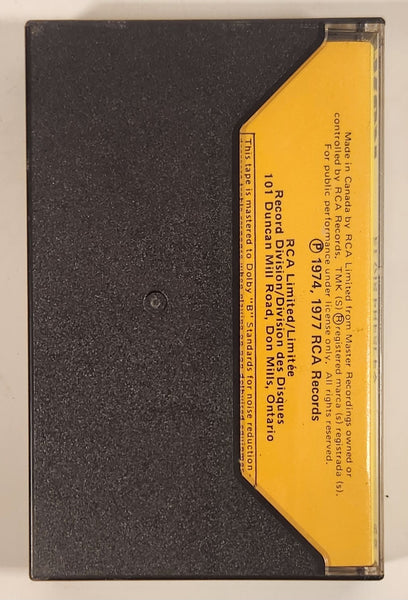 Made in Canada by RCA Limited from Master Recordings owned or
controlled by RCA Records, TMK (S) ® registered marca (s) registrada (s).
For public performance under license only. All rights reserved.
Ⓟ 1974, 1977 RCA Records
RCA Limited/Limitée
Record Division/Division des Disques
101 Duncan Mill Road, Don Mills, Ontario
This tape is mastered to Dolby "B" Standards for noise reduction -